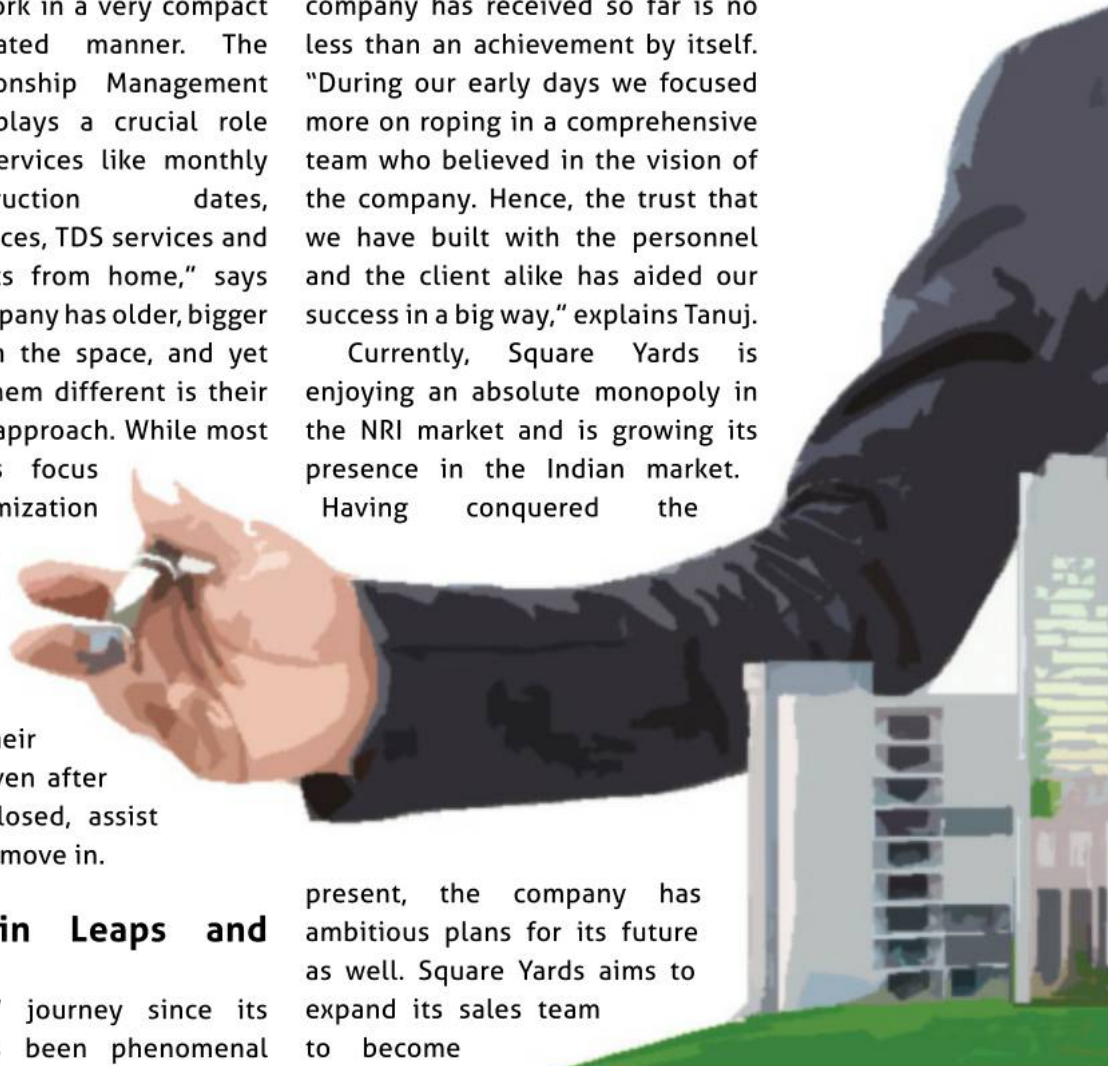 ork in a very compact
ated manner. The
onship Management
plays a crucial role
ervices like monthly
uction dates,
ces, TDS services and
ts from home,” says
pany has older, bigger
n the space, and yet
hem different is their
approach. While most
s focus
mization
heir
ven after
losed, assist
move in.
in Leaps and
journey since its
been phenomenal
company has received so far is no
less than an achievement by itself.
“During our early days we focused
more on roping in a comprehensive
team who believed in the vision of
the company. Hence, the trust that
we have built with the personnel
and the client alike has aided our
success in a big way,” explains Tanuj.
Currently, Square Yards is
enjoying an absolute monopoly in
the NRI market and is growing its
presence in the Indian market.
Having conquered the
present, the company has
ambitious plans for its future
as well. Square Yards aims to
expand its sales team
to become